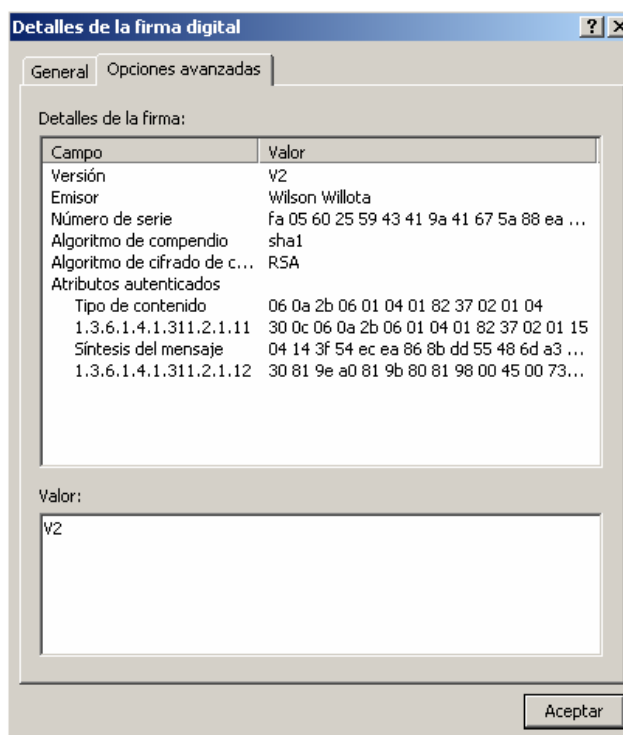 Detalles de la firma digital
General
Opciones avanzadas
Detalles de la firma:
Campo Valor
Versión V2
Emisor Wilson Willota
Número de serie fa 05 60 25 59 43 41 9a 41 67 5a 88 ea ...
Algoritmo de compendio sha1
Algoritmo de cifrado de c... RSA
Atributos autenticados
Tipo de contenido 06 0a 2b 06 01 04 01 82 37 02 01 04
1.3.6.1.4.1.311.2.1.11 30 0c 06 0a 2b 06 01 04 01 82 37 02 01 15
Síntesis del mensaje 04 14 3f 54 ec ea 86 8b dd 55 48 6d a3 ...
1.3.6.1.4.1.311.2.1.12 30 81 9e a0 81 9b 80 81 98 00 45 00 73...
Valor:
V2
Aceptar